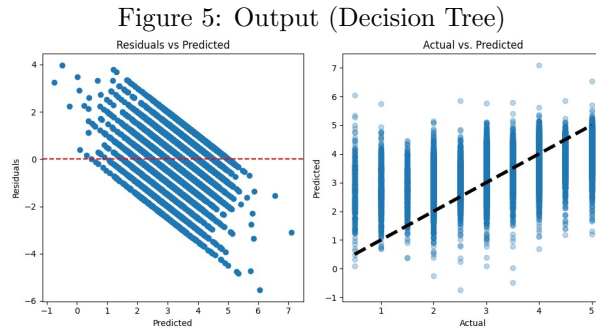 Figure 5: Output (Decision Tree)
Residuals vs Predicted
Residuals
4
2
0
−2
−4
−6
−1 0 1 2 3 4 5 6 7
Predicted
Actual vs. Predicted
Predicted
7
6
5
4
3
2
1
0
−1
1 2 3 4 5
Actual